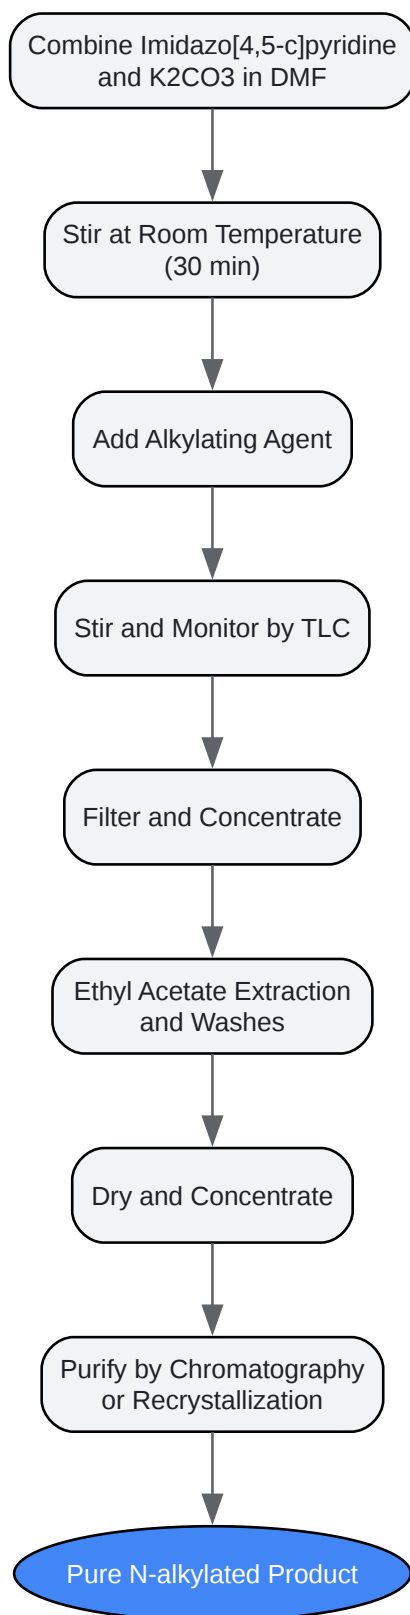 Combine Imidazo[4,5-c]pyridine
and K2CO3 in DMF
Stir at Room Temperature
(30 min)
Add Alkylating Agent
Stir and Monitor by TLC
Filter and Concentrate
Ethyl Acetate Extraction
and Washes
Dry and Concentrate
Purify by Chromatography
or Recrystallization
Pure N-alkylated Product